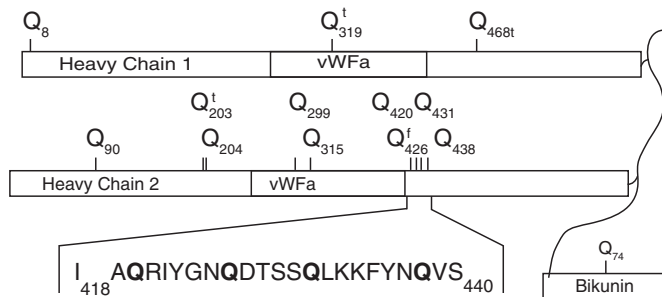 Q8 Q319t Q468t
Heavy Chain 1 vWFa
Q203t Q299 Q420 Q431
Q90 Q204 Q315 Q426f Q438
Heavy Chain 2 vWFa
Q74
I418 AQRIYGNQDTSSQLKKFYNQVS440
Bikunin